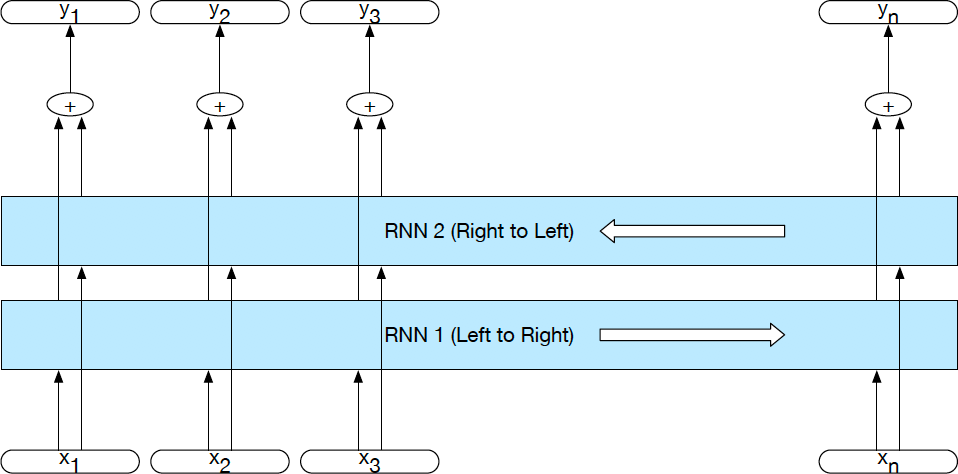 y1 y2 y3 yn
+ + + +
RNN 2 (Right to Left)
RNN 1 (Left to Right)
x1 x2 x3 xn